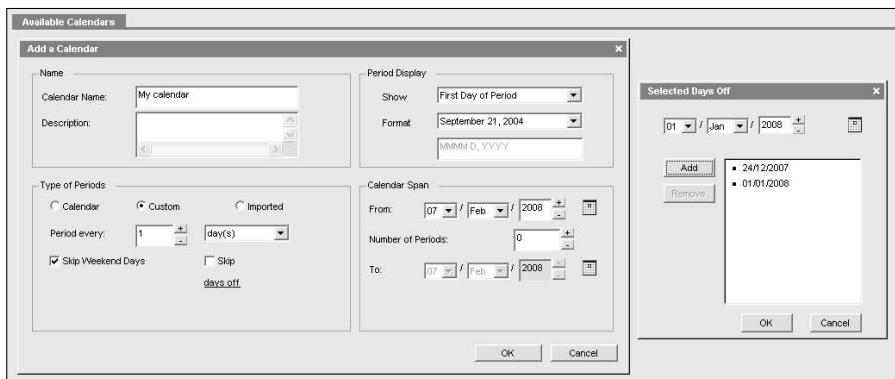 Available Calendars
Add a Calendar ×
Name
Calendar Name: My calendar
Description:
Period Display
Show First Day of Period
Format September 21, 2004
MMMM D, YYYY
Type of Periods
Calendar Custom Imported
Period every: 1 + - day(s)
Skip Weekend Days Skip
days off
Calendar Span
From: 07 / Feb / 2008 + -
Number of Periods: 0 + -
To: 07 / Feb / 2008 + -
OK Cancel
Selected Days Off ×
01 / Jan / 2008 + -
Add
Remove
▪ 24/12/2007
▪ 01/01/2008
OK Cancel